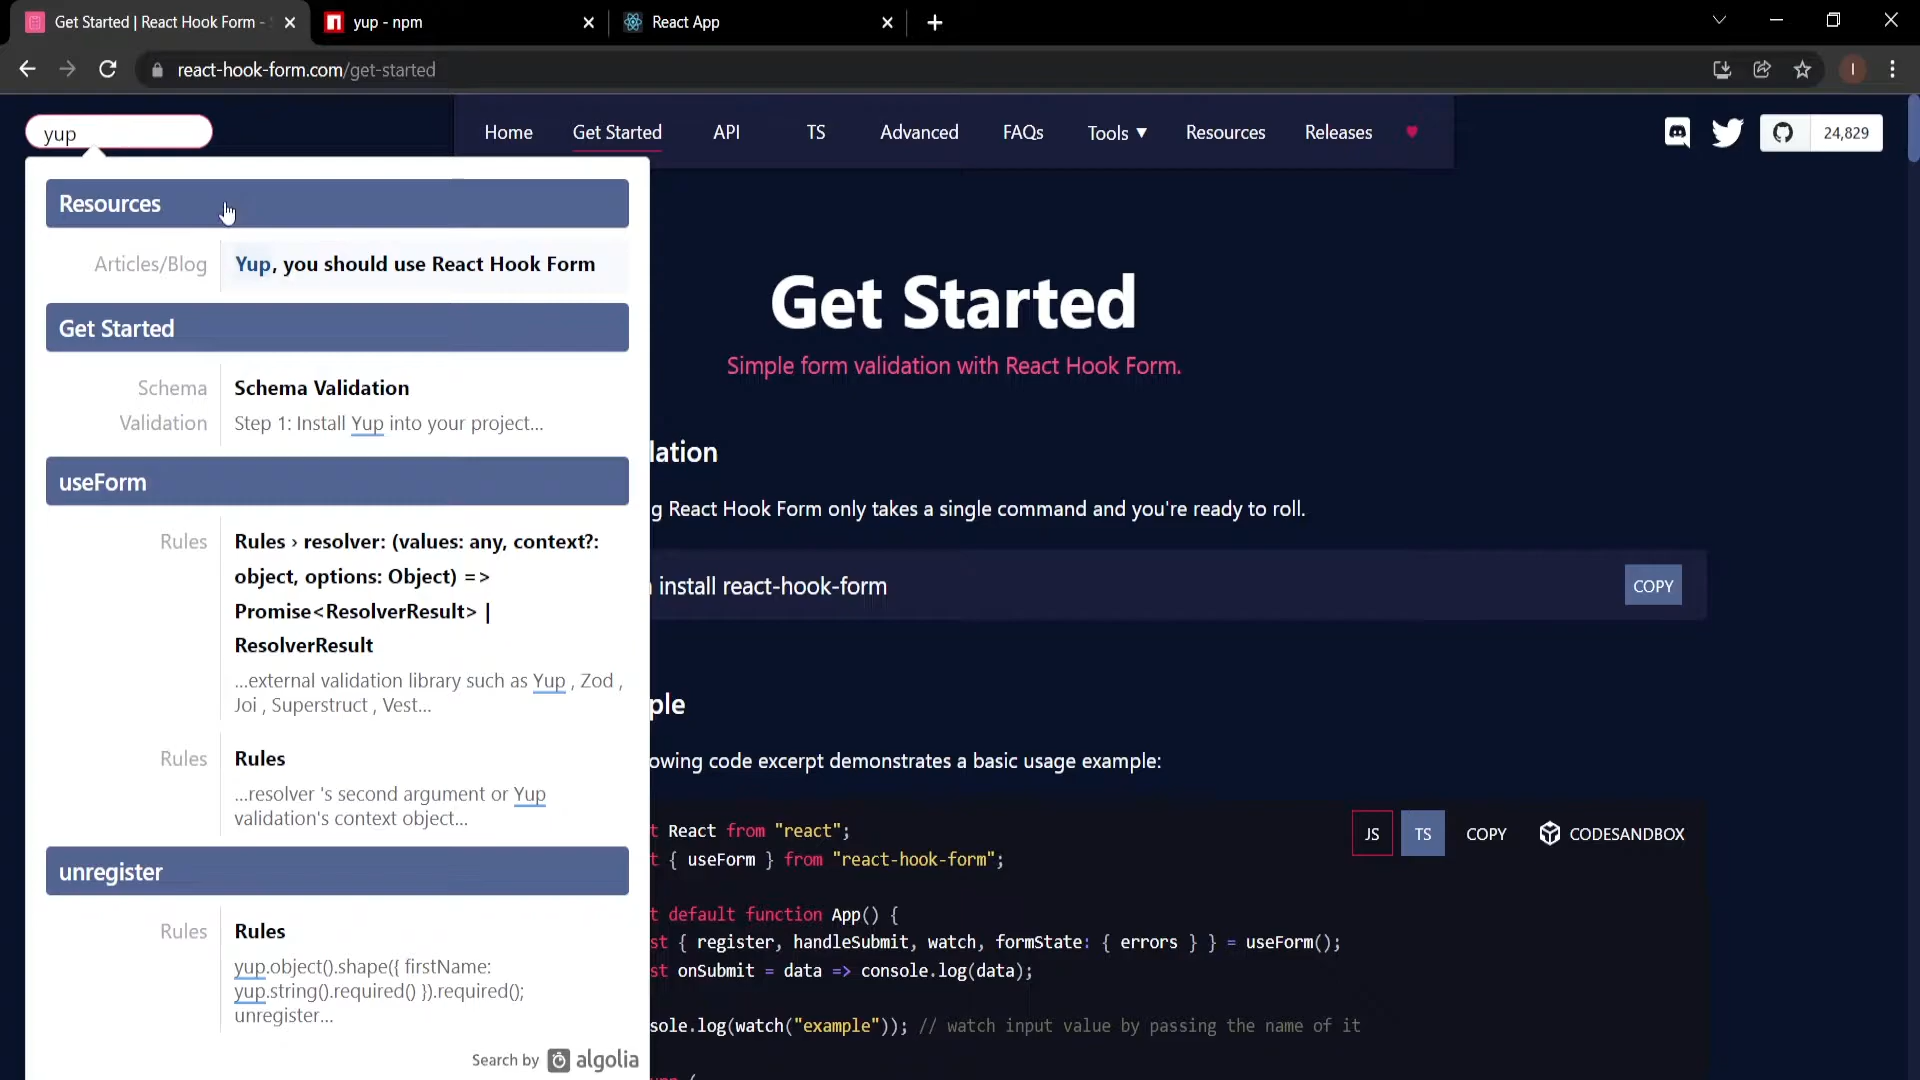 Get Started | React Hook Form -
yup - npm
React App
react-hook-form.com/get-started
I
yup
Home
Get Started
API
TS
Advanced
FAQs
Tools ▼
Resources
Releases
24,829
Resources
Articles/Blog
Yup, you should use React Hook Form
Get Started
Schema Validation
Schema Validation
Step 1: Install Yup into your project...
useForm
Rules
Rules › resolver: (values: any, context?:
object, options: Object) =>
Promise<ResolverResult> |
ResolverResult
...external validation library such as Yup , Zod ,
Joi , Superstruct , Vest...
Rules
Rules
...resolver 's second argument or Yup
validation's context object...
unregister
Rules
Rules
yup.object().shape({ firstName:
yup.string().required() }).required();
unregister...
Search by algolia
Get Started
Simple form validation with React Hook Form.
lation
g React Hook Form only takes a single command and you're ready to roll.
install react-hook-form
COPY
ple
owing code excerpt demonstrates a basic usage example:
JS
TS
COPY
CODESANDBOX
t React from "react";
t { useForm } from "react-hook-form";
t default function App() {
st { register, handleSubmit, watch, formState: { errors } } = useForm();
st onSubmit = data => console.log(data);
sole.log(watch("example")); // watch input value by passing the name of it